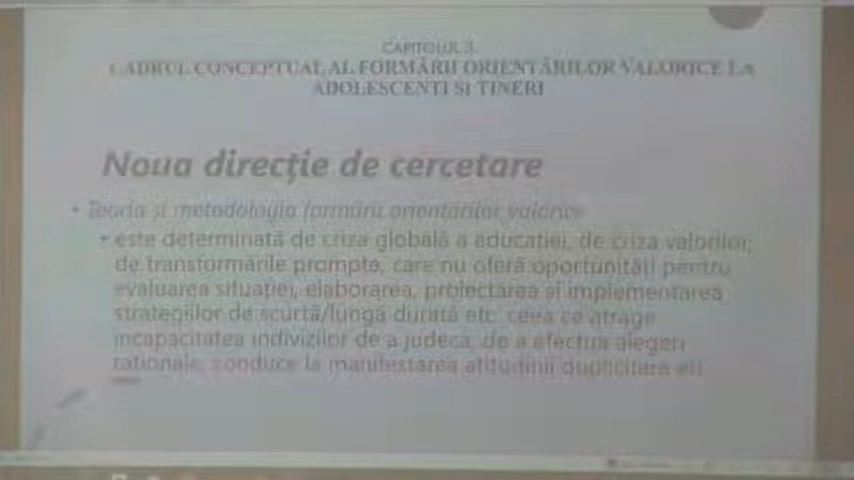 CAPITOLUL 3
CADRUL CONCEPTUAL AL FORMĂRII ORIENTĂRILOR VALORICE LA
ADOLESCENȚI ȘI TINERI
Noua direcție de cercetare
• Teoria și metodologia formării orientărilor valorice
• este determinată de criza globală a educației, de criza valorilor,
de transformările prompte, care nu oferă oportunități pentru
evaluarea situației, elaborarea, proiectarea și implementarea
strategiilor de scurtă/lungă durată etc. ceea ce atrage
incapacitatea indivizilor de a judeca, de a efectua alegeri
raționale, conduce la manifestarea atitudinii duplicitare